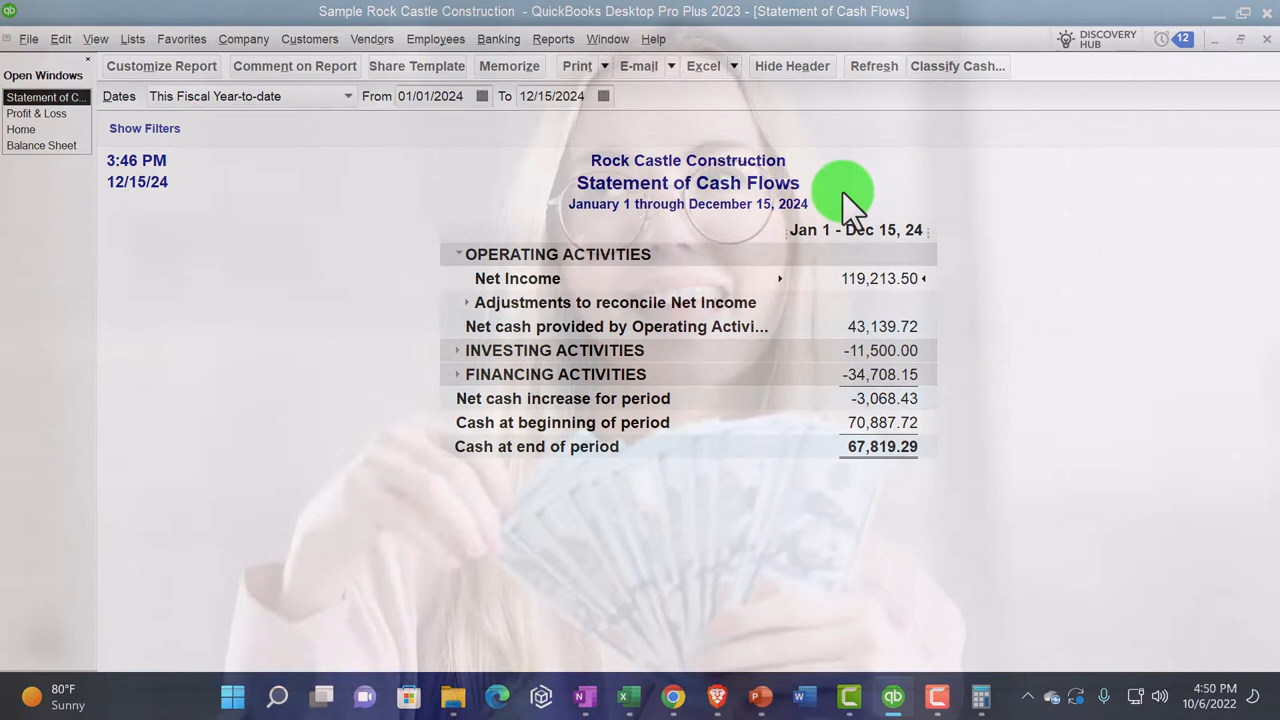 Sample Rock Castle Construction - QuickBooks Desktop Pro Plus 2023 - [Statement of Cash Flows]
File Edit View Lists Favorites Company Customers Vendors Employees Banking Reports Window Help
DISCOVERY HUB 12
Open Windows
Statement of C...
Profit & Loss
Home
Balance Sheet
Customize Report Comment on Report Share Template Memorize Print E-mail Excel Hide Header Refresh Classify Cash...
Dates This Fiscal Year-to-date From 01/01/2024 To 12/15/2024
Show Filters
3:46 PM
12/15/24
Rock Castle Construction
Statement of Cash Flows
January 1 through December 15, 2024
Jan 1 - Dec 15, 24
OPERATING ACTIVITIES
Net Income 119,213.50
Adjustments to reconcile Net Income
Net cash provided by Operating Activi... 43,139.72
INVESTING ACTIVITIES -11,500.00
FINANCING ACTIVITIES -34,708.15
Net cash increase for period -3,068.43
Cash at beginning of period 70,887.72
Cash at end of period 67,819.29
80°F
Sunny
4:50 PM
10/6/2022